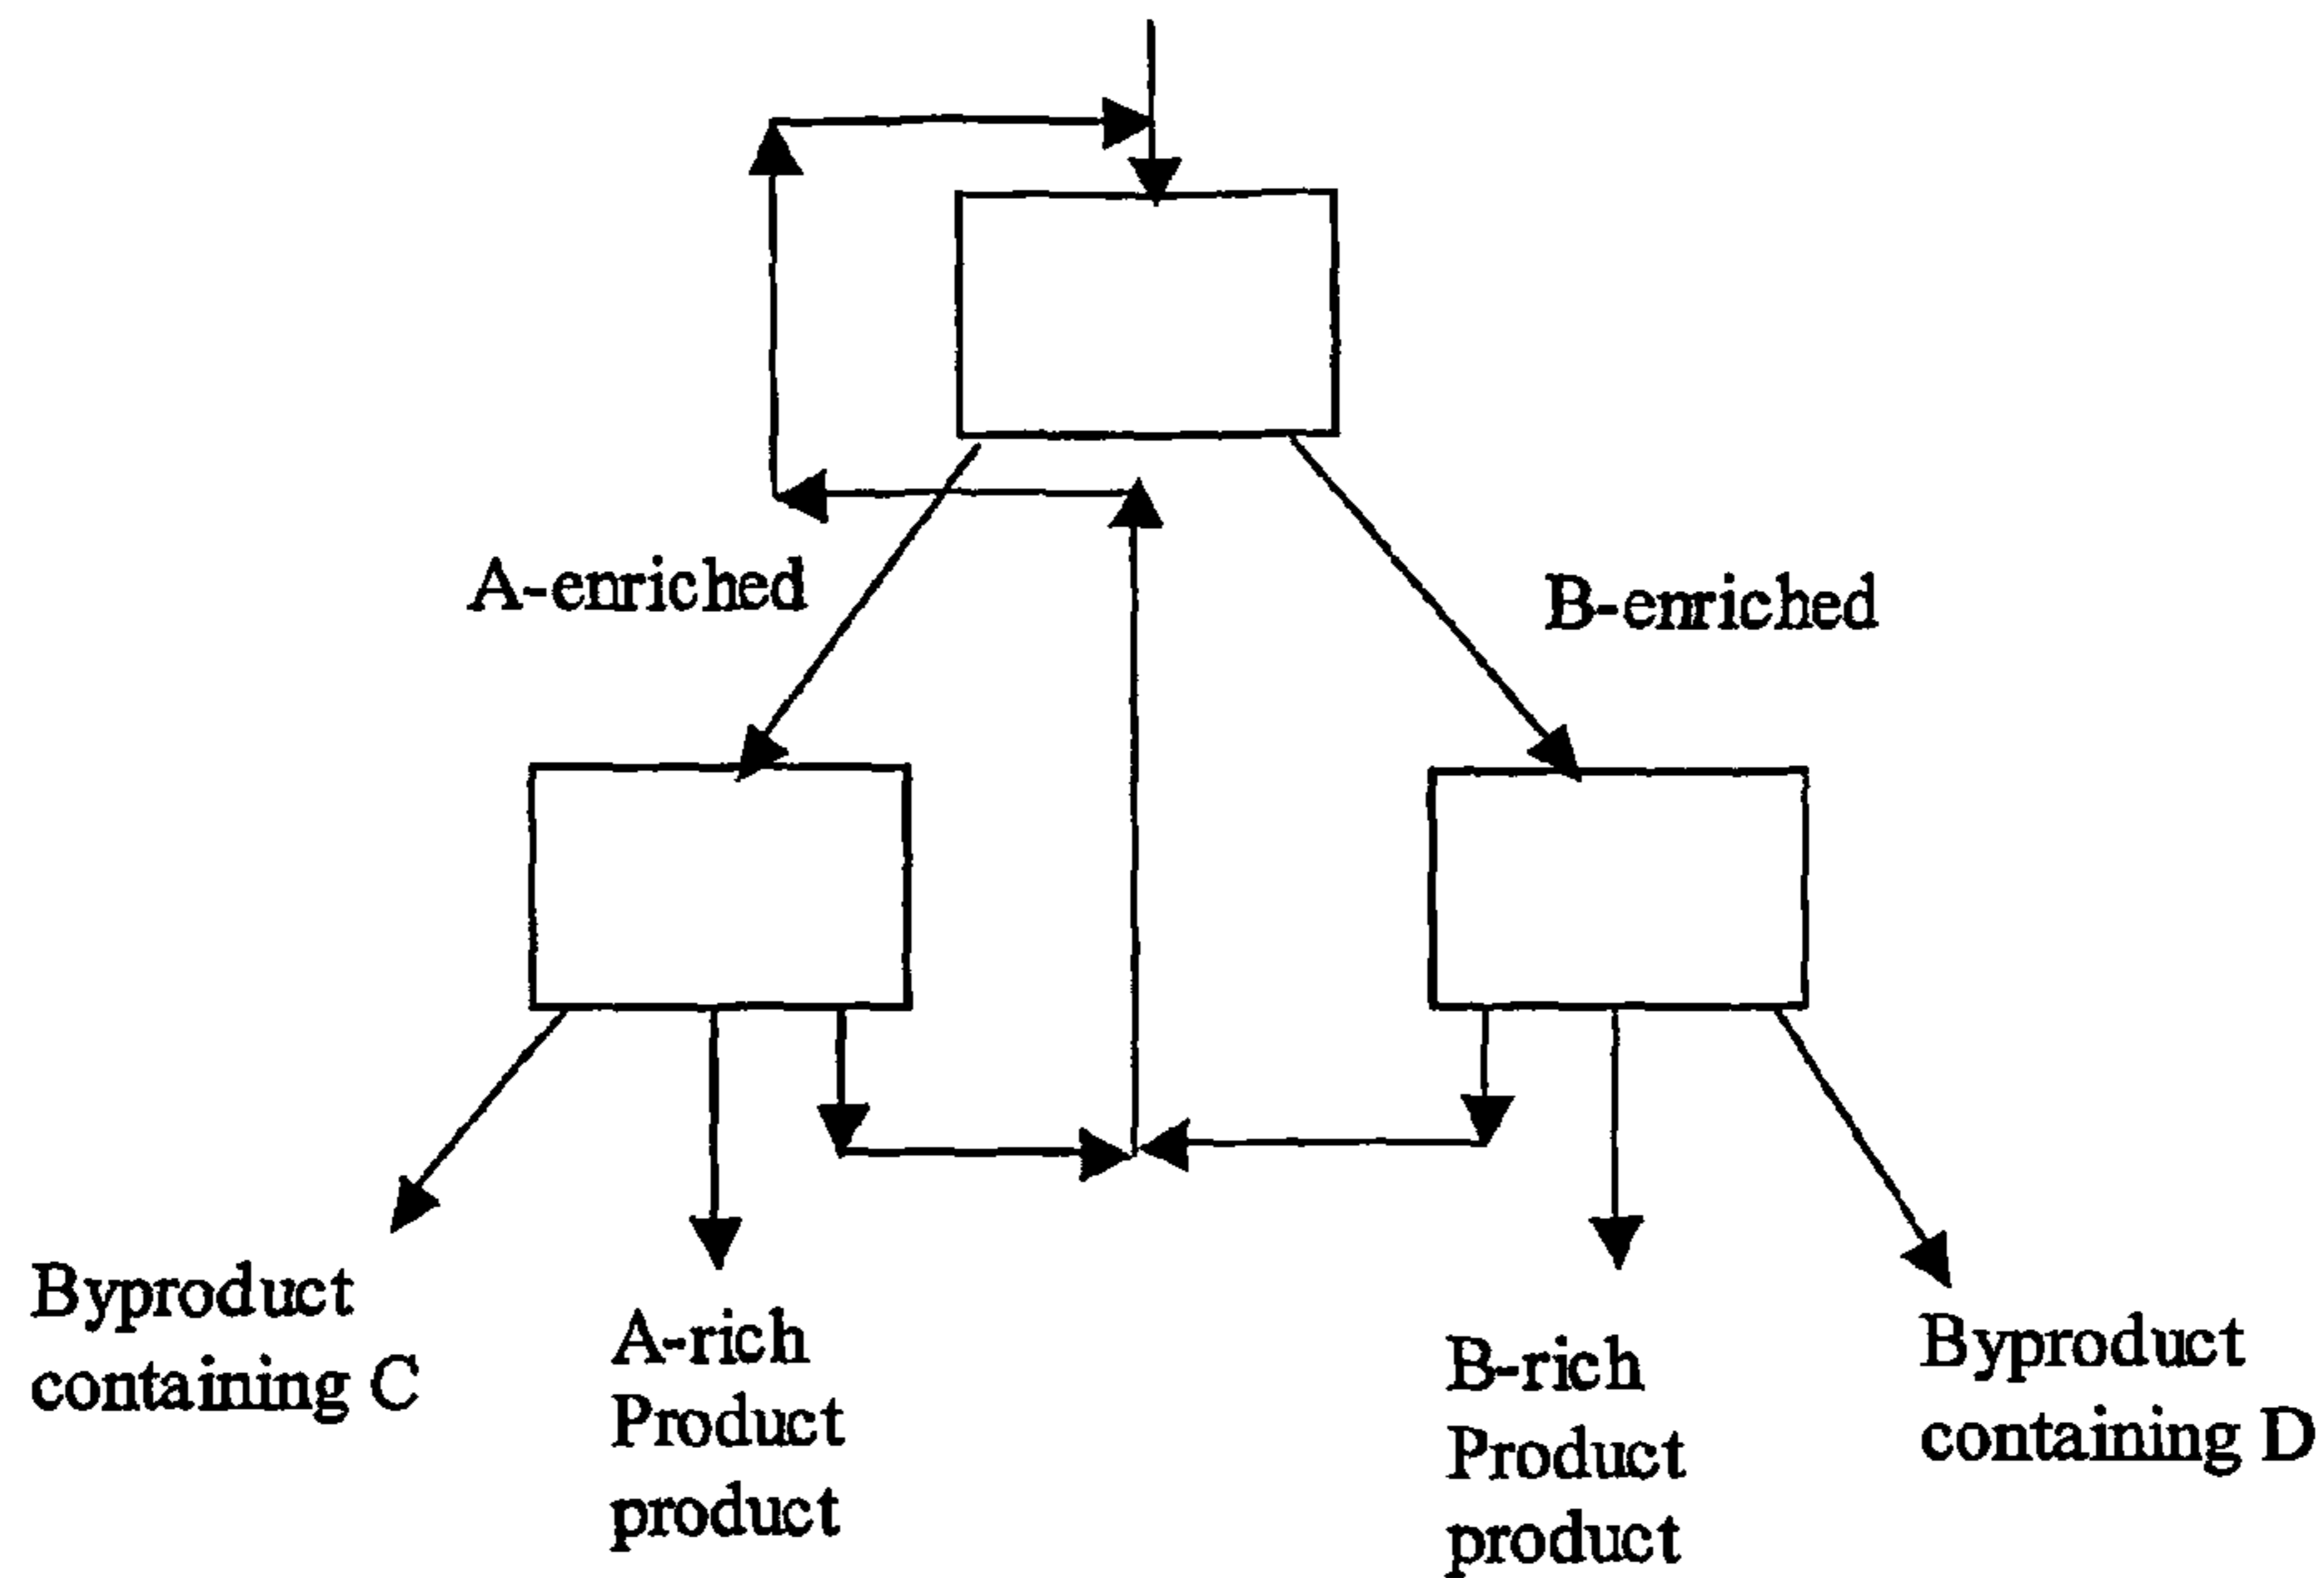 A-enriched
B-enriched
Byproduct
containing C
A-rich
Product
product
B-rich
Product
product
Byproduct
containing D